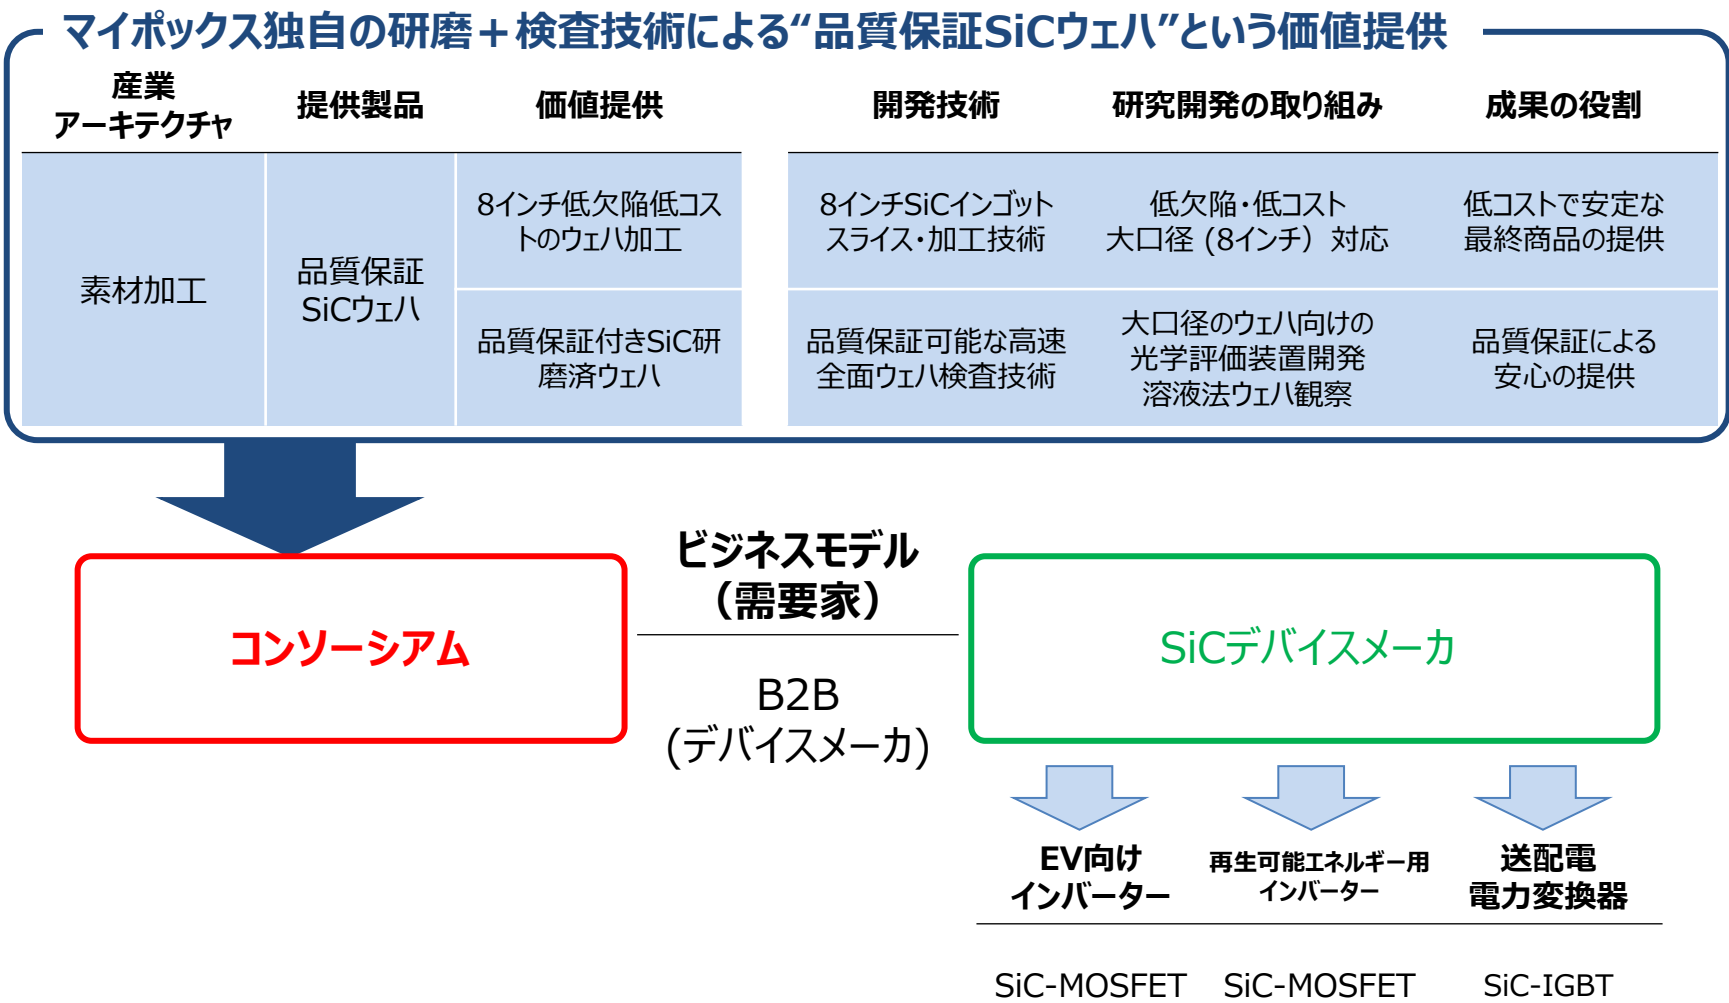 マイポックス独自の研磨＋検査技術による“品質保証SiCウェハ”という価値提供
産業
アーキテクチャ
提供製品
価値提供
開発技術
研究開発の取り組み
成果の役割
素材加工
品質保証
SiCウェハ
8インチ低欠陥低コス
トのウェハ加工
8インチSiCインゴット
スライス・加工技術
低欠陥・低コスト
大口径 (8インチ）対応
低コストで安定な
最終商品の提供
品質保証付きSiC研
磨済ウェハ
品質保証可能な高速
全面ウェハ検査技術
大口径のウェハ向けの
光学評価装置開発
溶液法ウェハ観察
品質保証による
安心の提供
コンソーシアム
ビジネスモデル
（需要家）
B2B
(デバイスメーカ)
SiCデバイスメーカ
EV向け
インバーター
再生可能エネルギー用
インバーター
送配電
電力変換器
SiC-MOSFET
SiC-MOSFET
SiC-IGBT